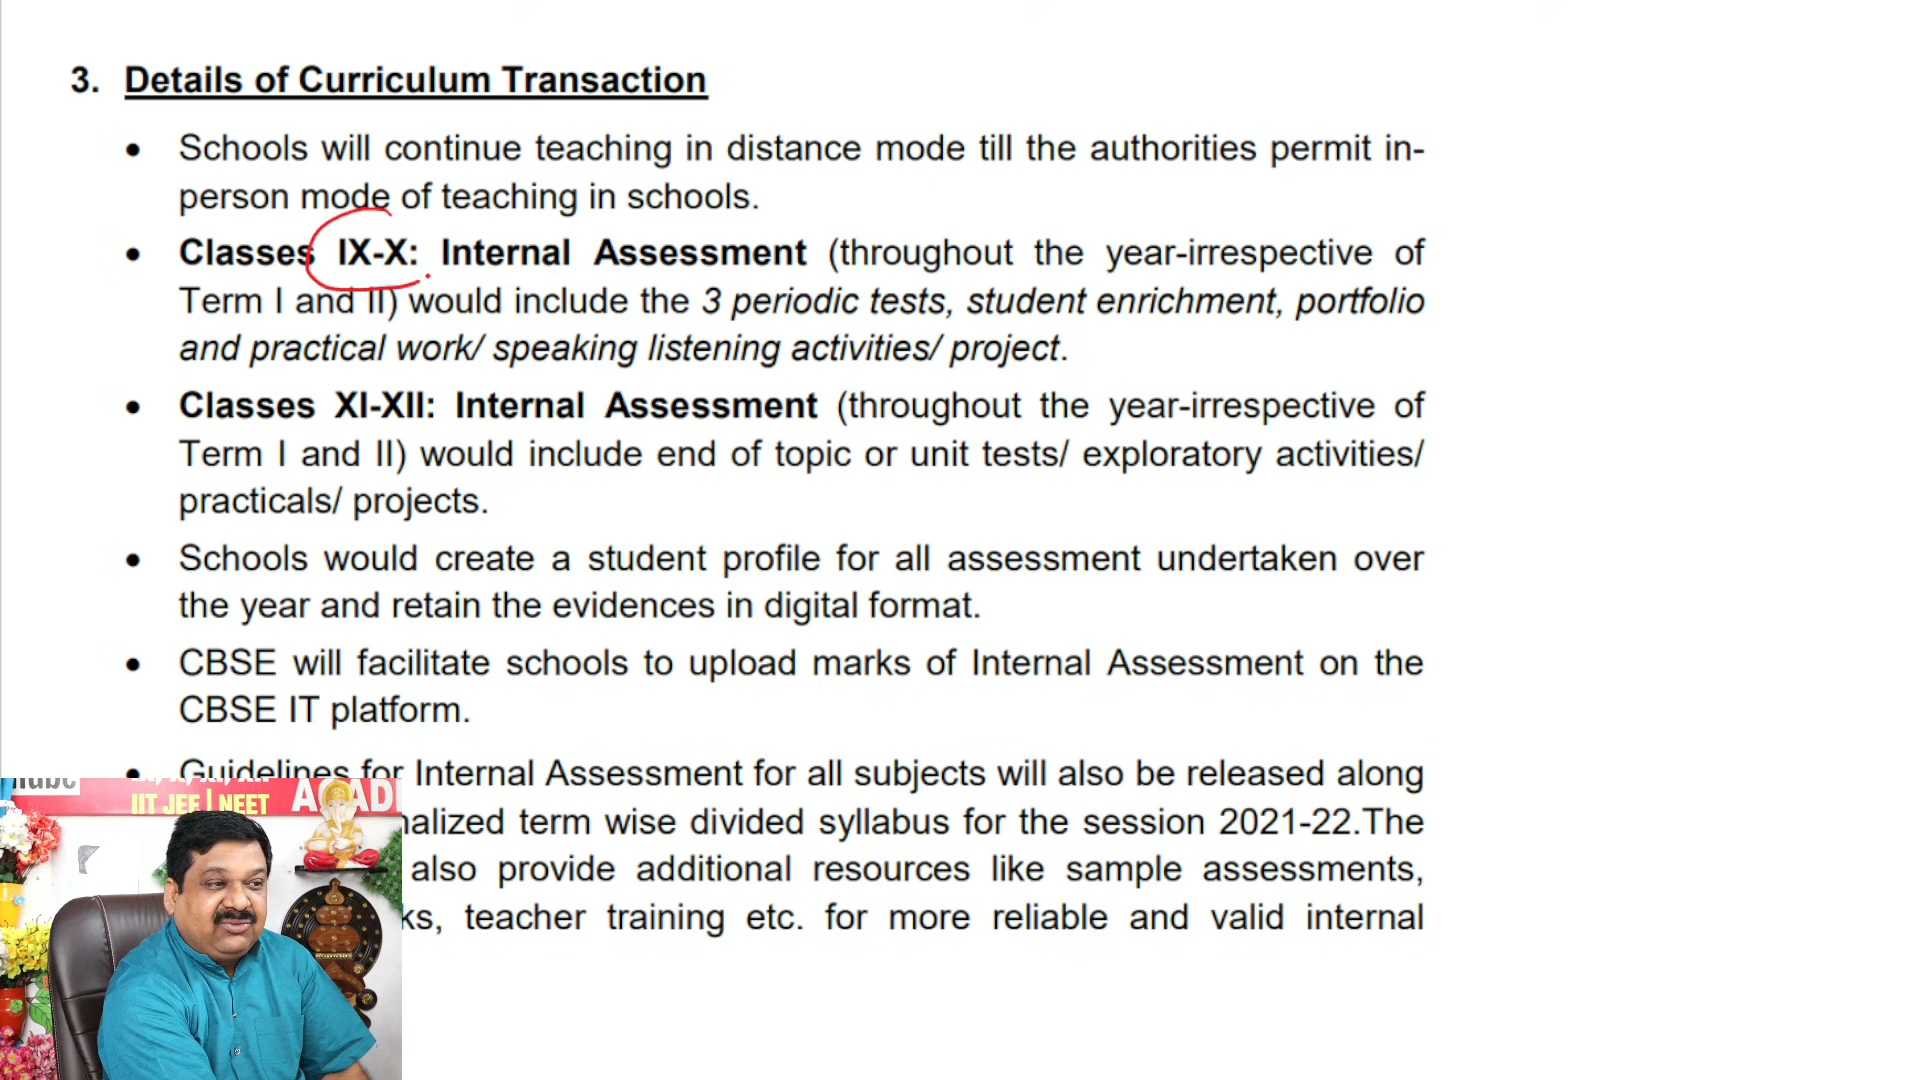 3. Details of Curriculum Transaction
• Schools will continue teaching in distance mode till the authorities permit in-
person mode of teaching in schools.
• Classes IX-X: Internal Assessment (throughout the year-irrespective of
Term I and II) would include the 3 periodic tests, student enrichment, portfolio
and practical work/ speaking listening activities/ project.
• Classes XI-XII: Internal Assessment (throughout the year-irrespective of
Term I and II) would include end of topic or unit tests/ exploratory activities/
practicals/ projects.
• Schools would create a student profile for all assessment undertaken over
the year and retain the evidences in digital format.
• CBSE will facilitate schools to upload marks of Internal Assessment on the
CBSE IT platform.
• Guidelines for Internal Assessment for all subjects will also be released along
term wise divided syllabus for the session 2021-22.The
also provide additional resources like sample assessments,
teacher training etc. for more reliable and valid internal
IIT JEE | NEET